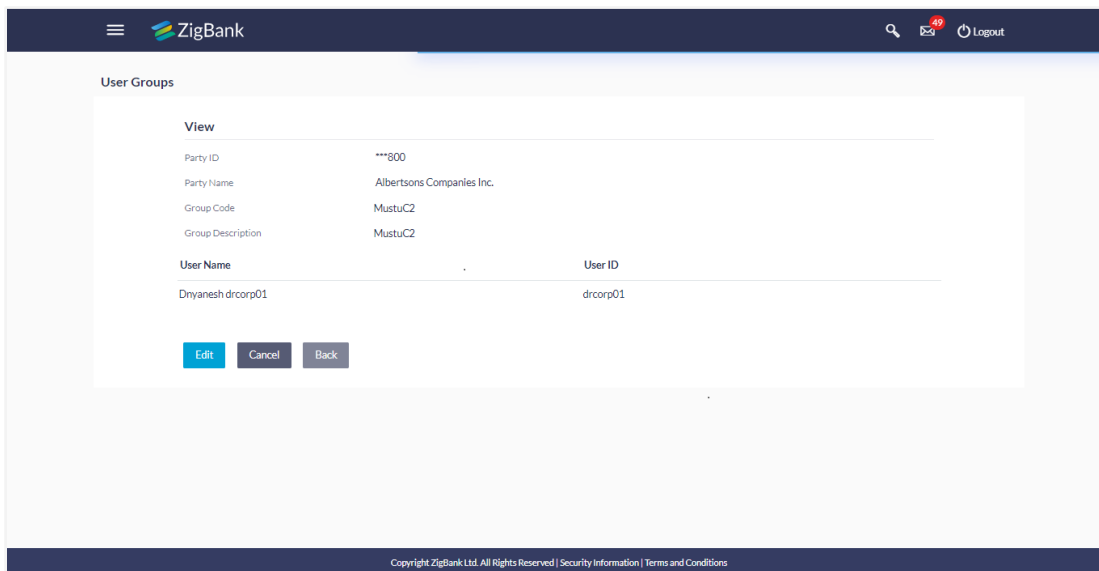 ZigBank
49
Logout
User Groups
View
Party ID ***800
Party Name Albertsons Companies Inc.
Group Code MustuC2
Group Description MustuC2
User Name User ID
Dnyanesh drcorp01 drcorp01
Edit Cancel Back
Copyright ZigBank Ltd. All Rights Reserved | Security Information | Terms and Conditions